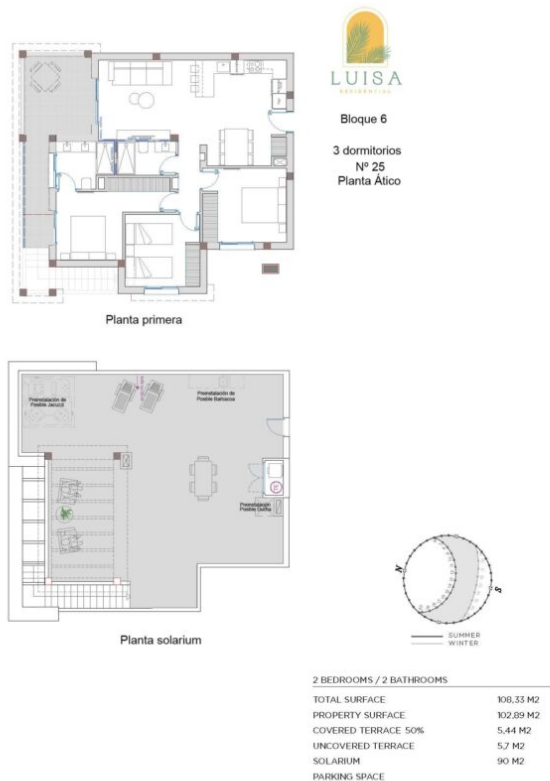 LUISA
RESIDENTIAL
Bloque 6
3 dormitorios
Nº 25
Planta Ático
Planta primera
Preinstalación de
Posible Jacuzzi
Preinstalación de
Posible Barbacoa
Preinstalación
Posible Ducha
Planta solarium
N
S
SUMMER
WINTER
2 BEDROOMS / 2 BATHROOMS
TOTAL SURFACE 108,33 M2
PROPERTY SURFACE 102,89 M2
COVERED TERRACE 50% 5,44 M2
UNCOVERED TERRACE 5,7 M2
SOLARIUM 90 M2
PARKING SPACE